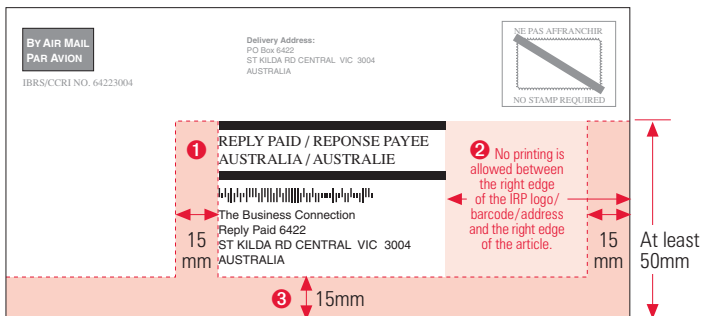 BY AIR MAIL
PAR AVION
IBRS/CCRI NO. 64223004
Delivery Address:
PO Box 6422
ST KILDA RD CENTRAL VIC 3004
AUSTRALIA
NE PAS AFFRANCHIR
NO STAMP REQUIRED
1
REPLY PAID / REPONSE PAYEE
AUSTRALIA / AUSTRALIE
The Business Connection
Reply Paid 6422
ST KILDA RD CENTRAL VIC 3004
AUSTRALIA
2 No printing is
allowed between
the right edge
of the IRP logo/
barcode/address
and the right edge
of the article.
15
mm
15
mm
At least
50mm
3 15mm